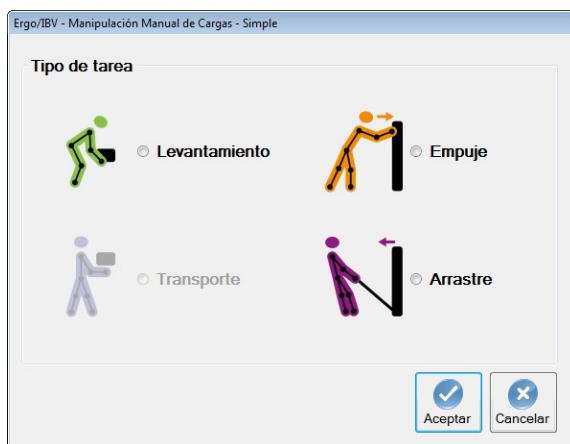 Ergo/IBV - Manipulación Manual de Cargas - Simple
Tipo de tarea
Levantamiento
Empuje
Transporte
Arrastre
Aceptar
Cancelar